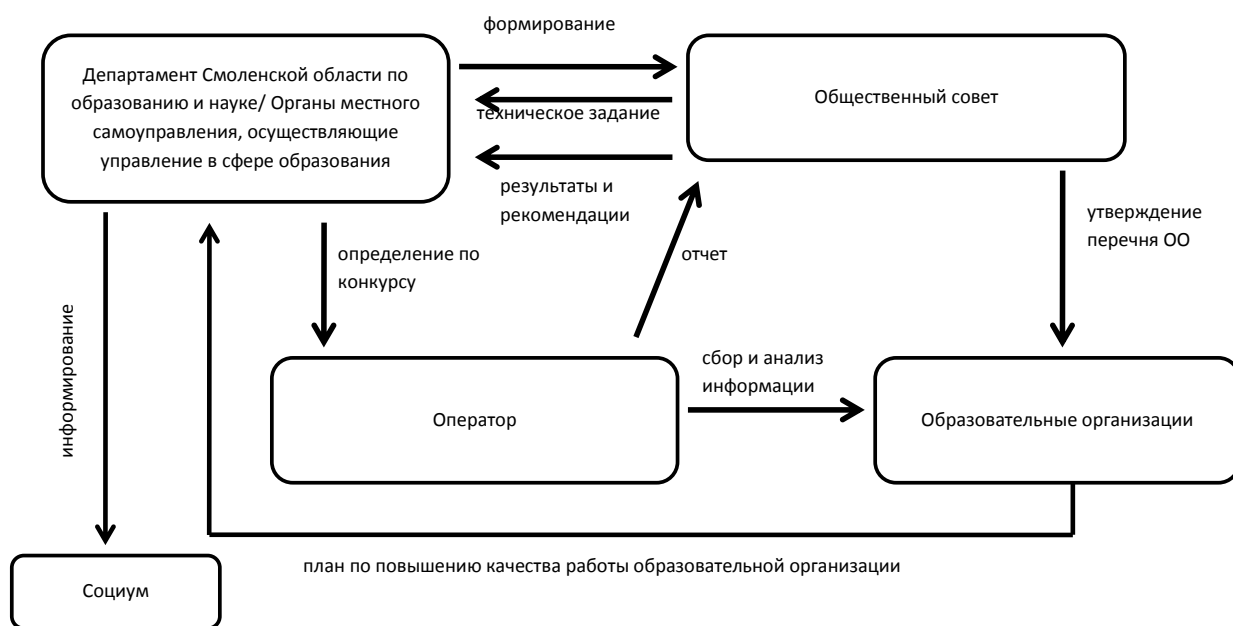 формирование
Департамент Смоленской области по
образованию и науке/ Органы местного
самоуправления, осуществляющие
управление в сфере образования
Общественный совет
техническое задание
результаты и
рекомендации
утверждение
перечня ОО
определение по
конкурсу
отчет
информирование
сбор и анализ
информации
Оператор
Образовательные организации
план по повышению качества работы образовательной организации
Социум